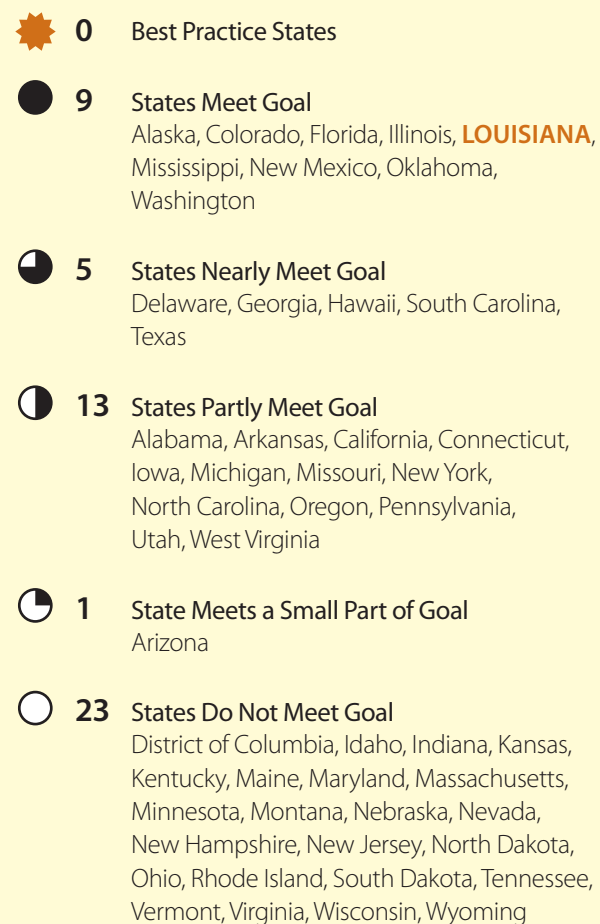 0 Best Practice States
9 States Meet Goal
Alaska, Colorado, Florida, Illinois, LOUISIANA,
Mississippi, New Mexico, Oklahoma,
Washington
5 States Nearly Meet Goal
Delaware, Georgia, Hawaii, South Carolina,
Texas
13 States Partly Meet Goal
Alabama, Arkansas, California, Connecticut,
Iowa, Michigan, Missouri, New York,
North Carolina, Oregon, Pennsylvania,
Utah, West Virginia
1 State Meets a Small Part of Goal
Arizona
23 States Do Not Meet Goal
District of Columbia, Idaho, Indiana, Kansas,
Kentucky, Maine, Maryland, Massachusetts,
Minnesota, Montana, Nebraska, Nevada,
New Hampshire, New Jersey, North Dakota,
Ohio, Rhode Island, South Dakota, Tennessee,
Vermont, Virginia, Wisconsin, Wyoming